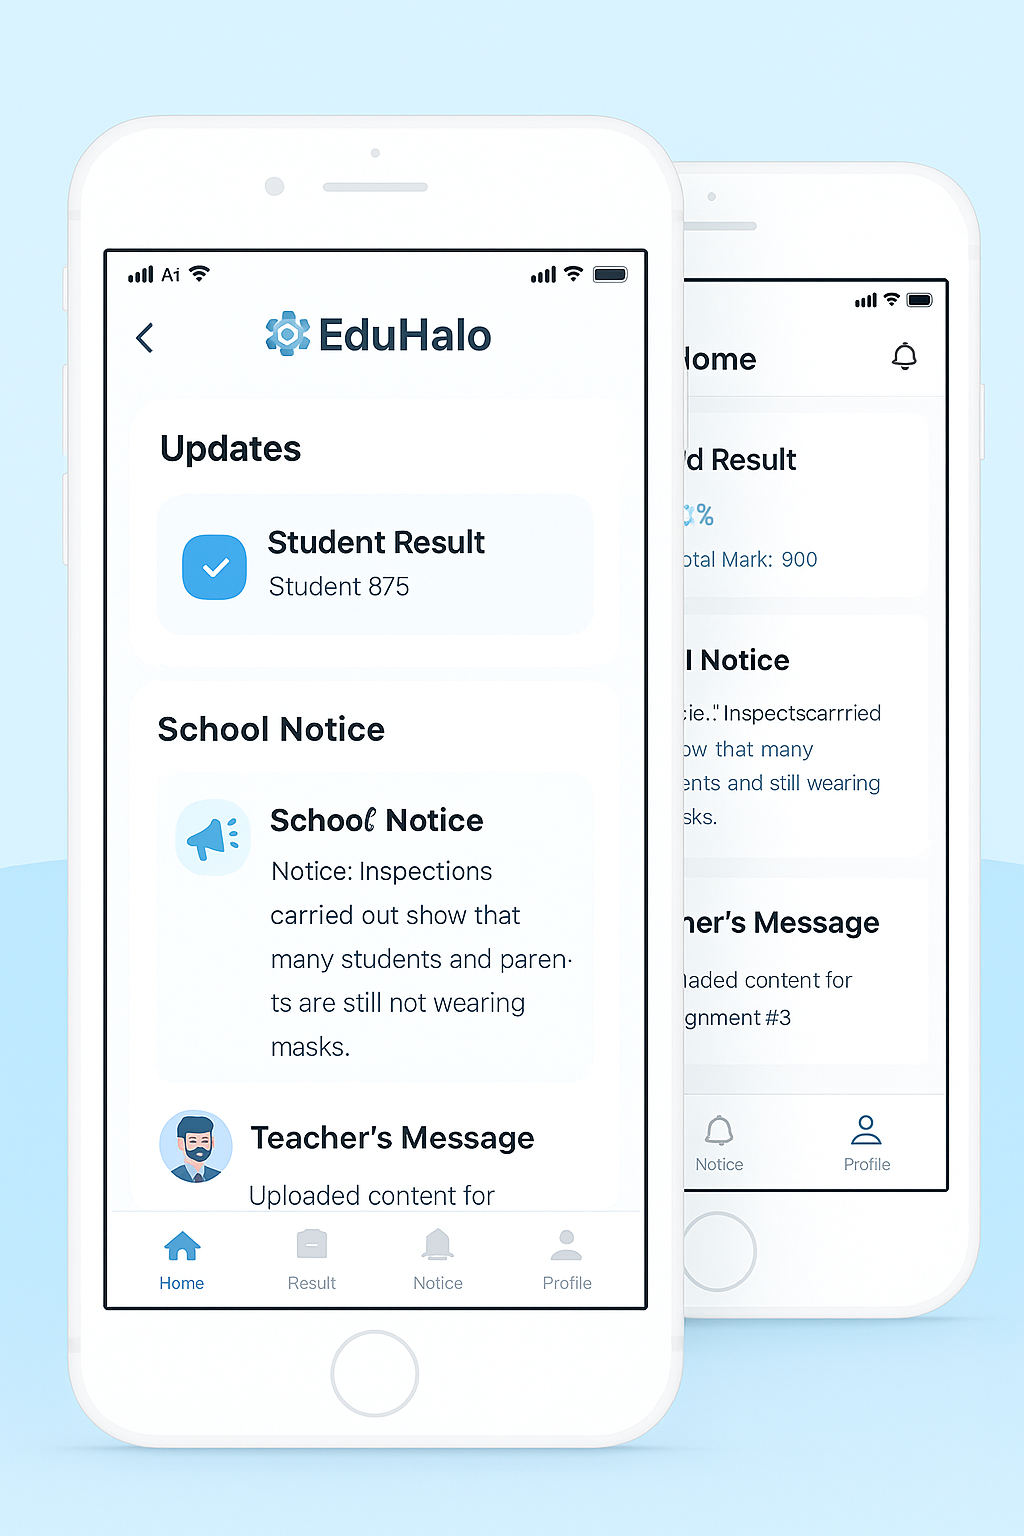 Ai
EduHalo
Updates
Student Result
Student 875
School Notice
School Notice
Notice: Inspections
carried out show that
many students and paren-
ts are still not wearing
masks.
Teacher's Message
Uploaded content for
Home
Result
Notice
Profile
ome
'd Result
%
otal Mark: 900
l Notice
ie.." Inspectscarrried
ow that many
ents and still wearing
sks.
her's Message
aded content for
gnment #3
Notice
Profile